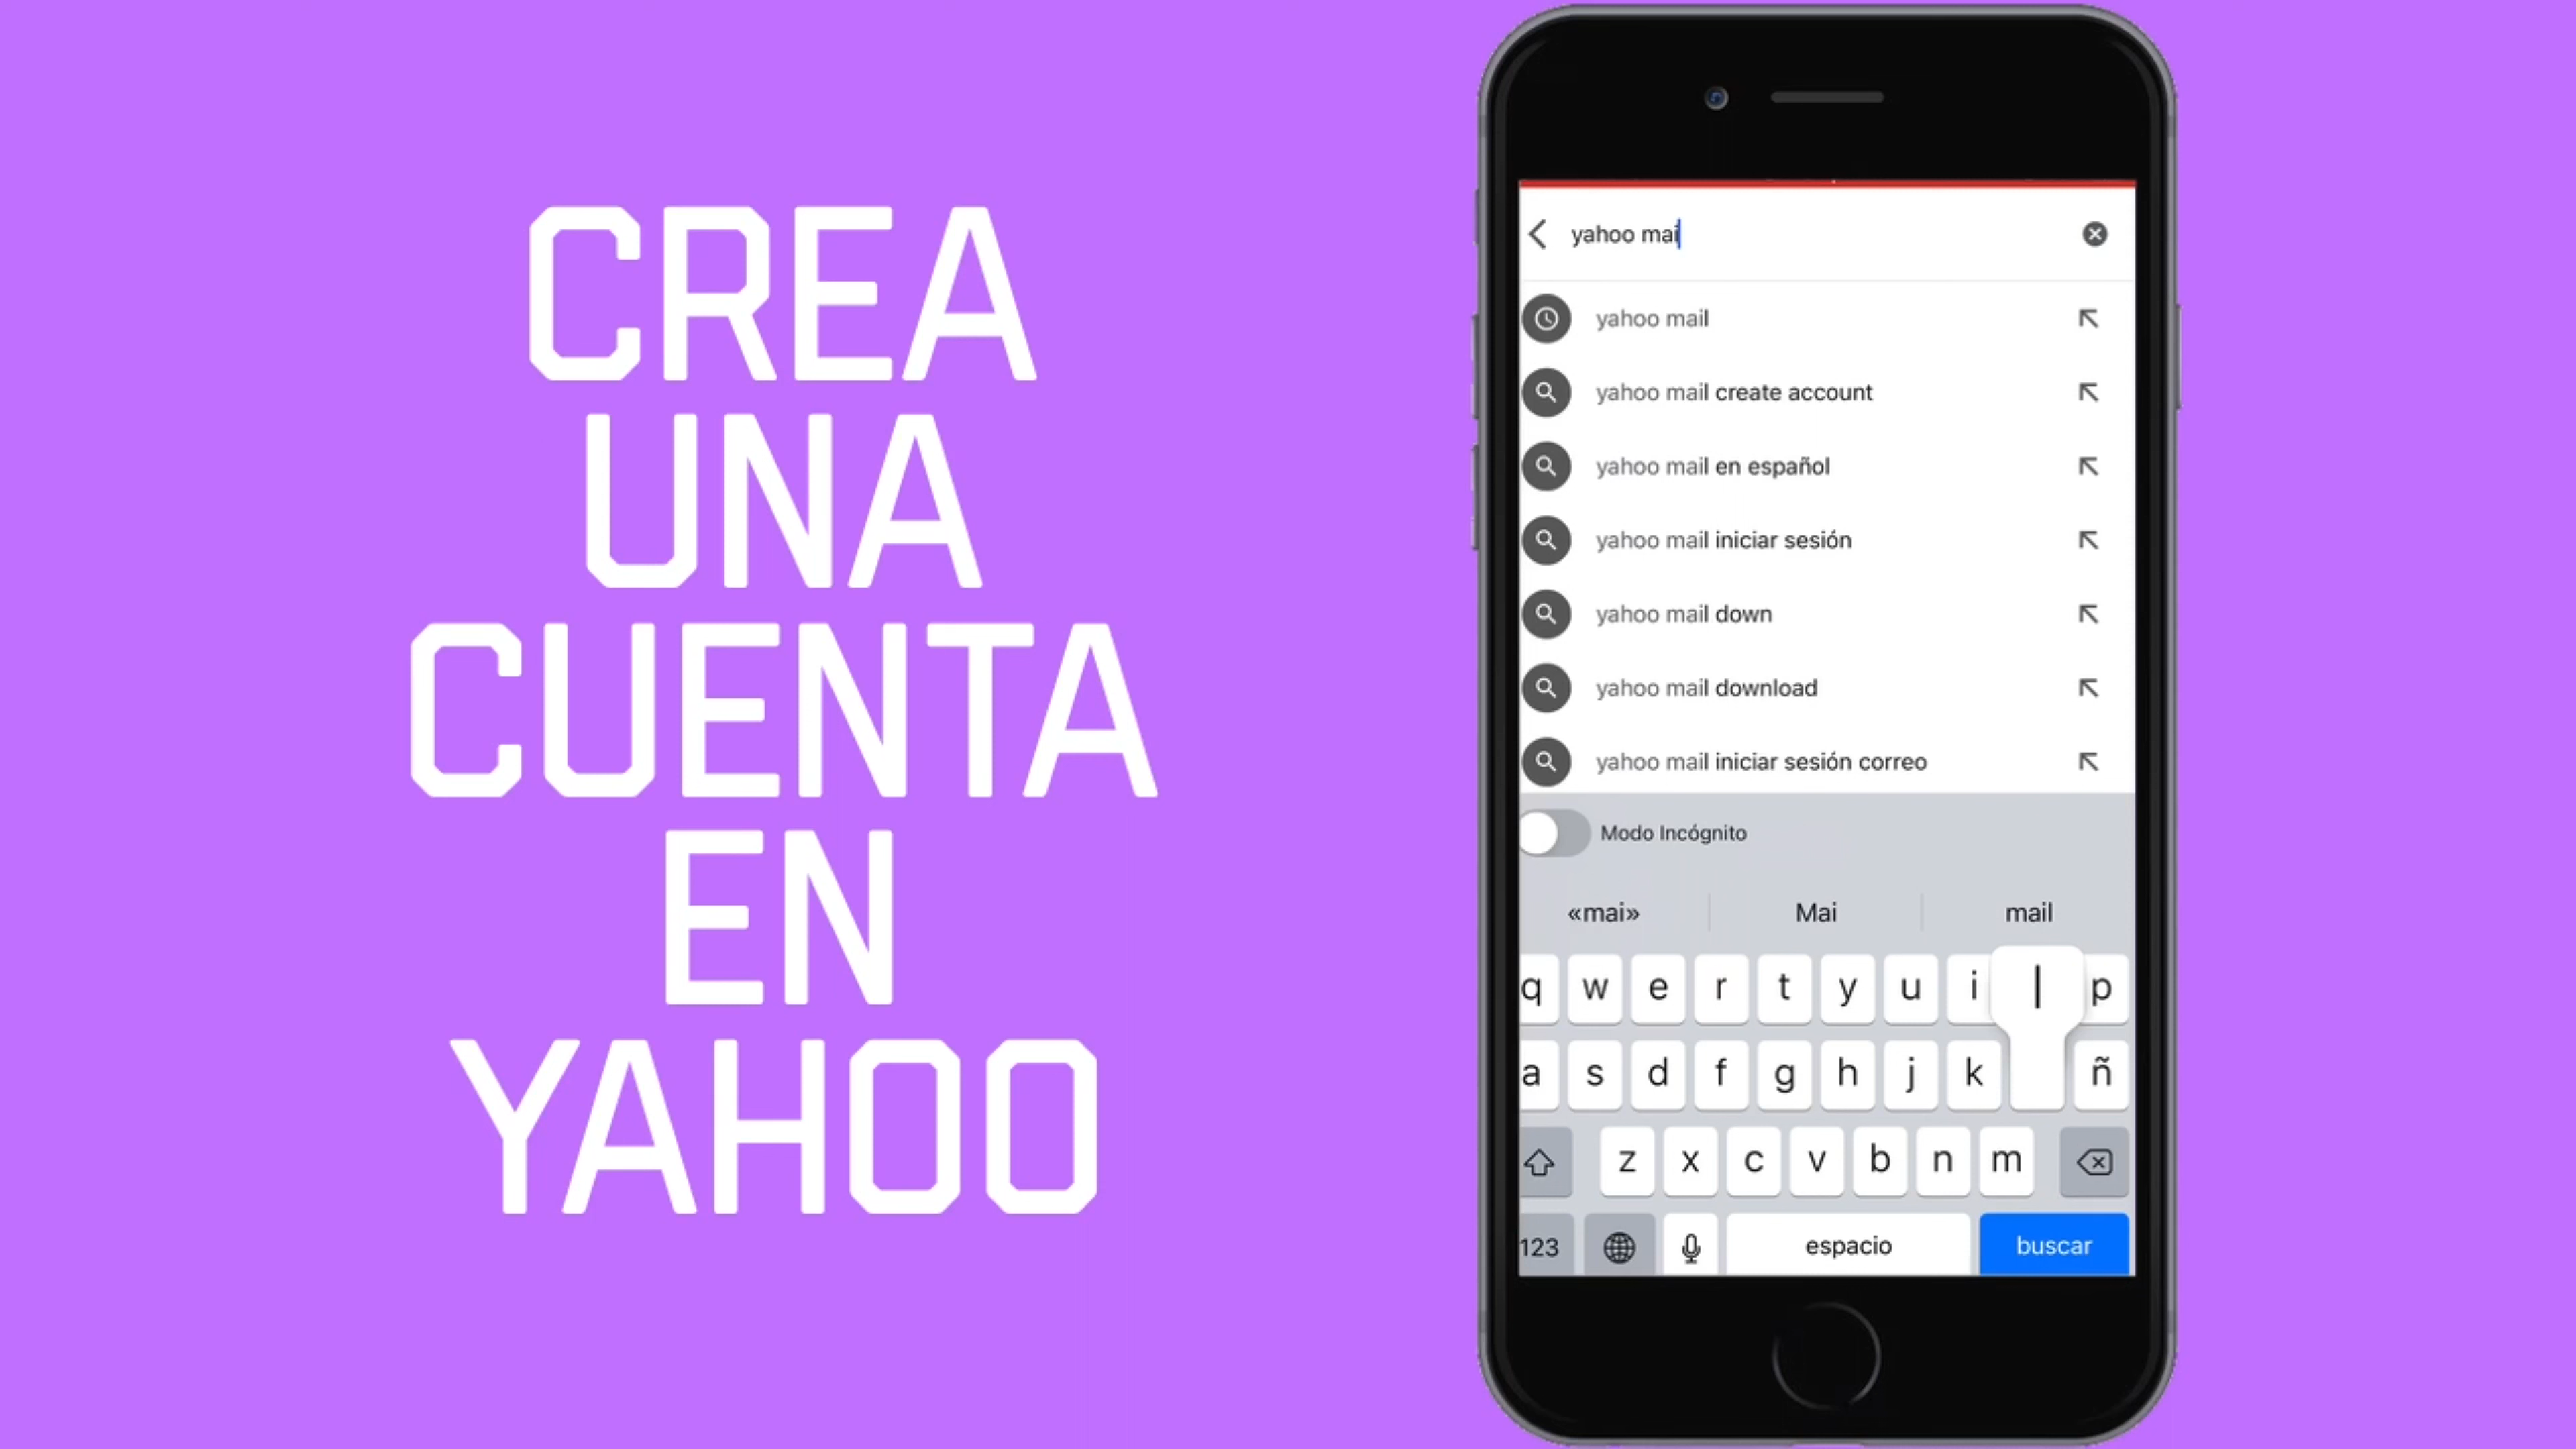 CREA
UNA
CUENTA
EN
YAHOO
yahoo mai
yahoo mail
yahoo mail create account
yahoo mail en español
yahoo mail iniciar sesión
yahoo mail down
yahoo mail download
yahoo mail iniciar sesión correo
Modo Incógnito
«mai» Mai mail
q w e r t y u i l p
a s d f g h j k ñ
z x c v b n m
123 espacio buscar